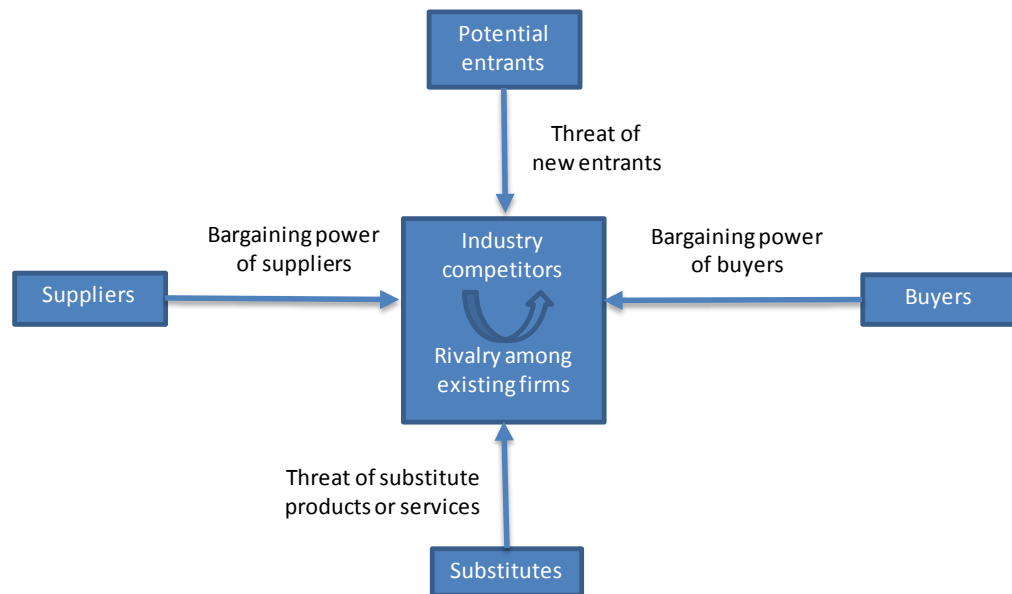 Potential
entrants
Threat of
new entrants
Bargaining power
of suppliers
Industry
competitors
Bargaining power
of buyers
Suppliers
Buyers
Rivalry among
existing firms
Threat of substitute
products or services
Substitutes